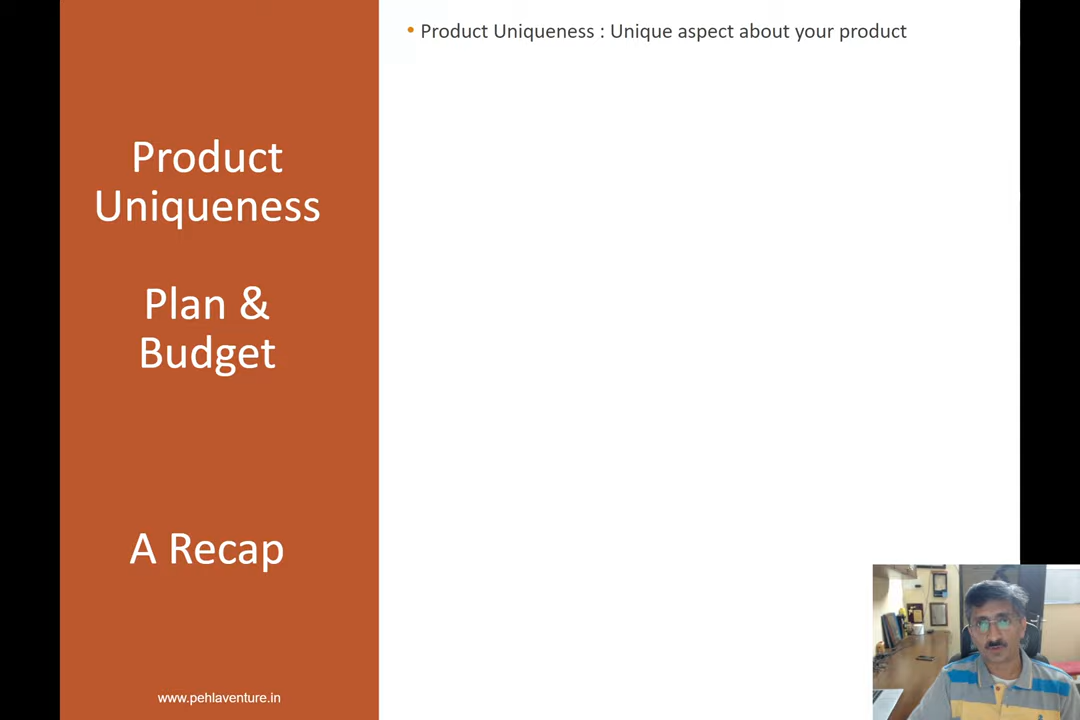 Product
Uniqueness
Plan &
Budget
A Recap
www.pehlaventure.in
• Product Uniqueness : Unique aspect about your product